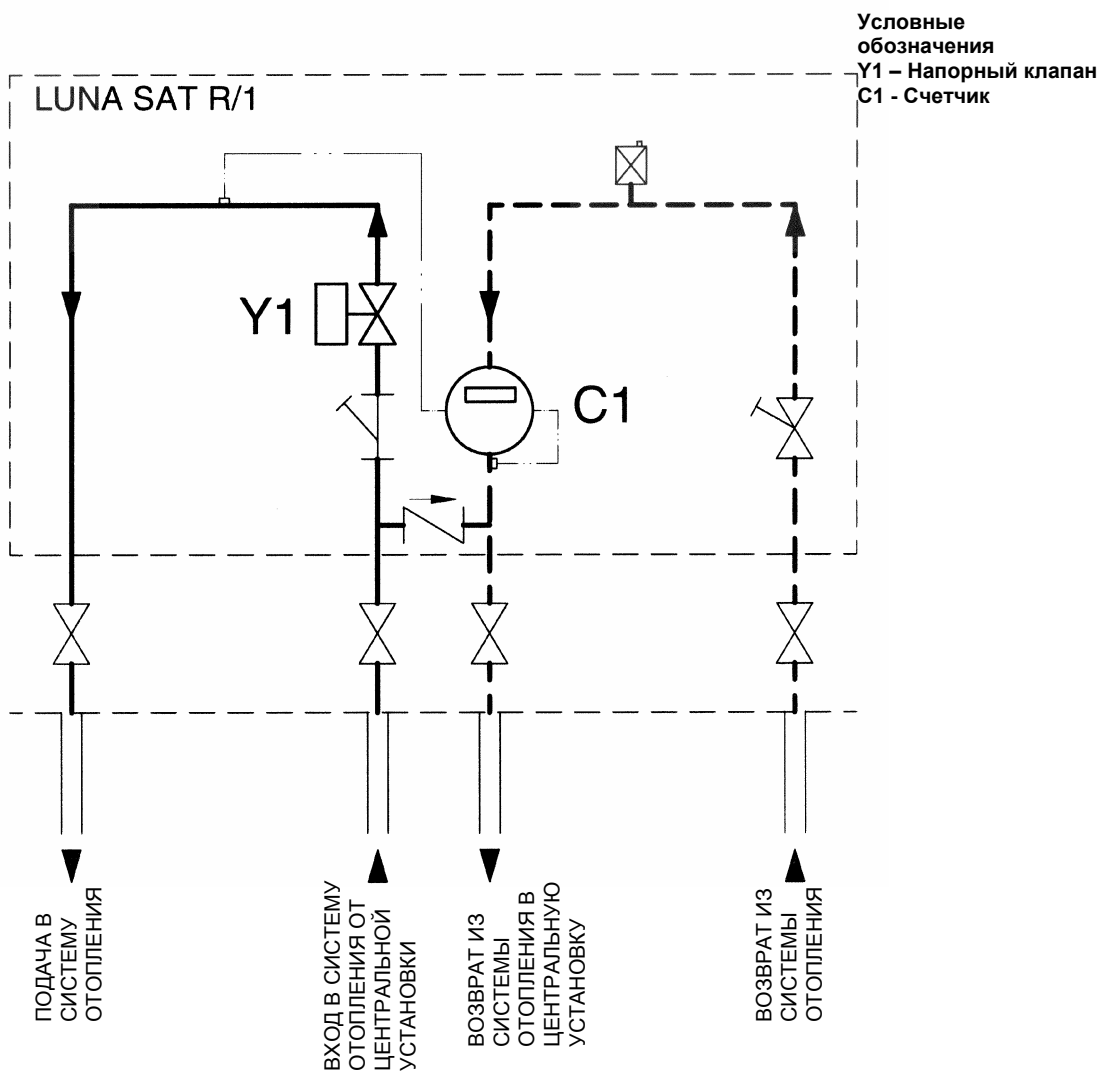 Условные
обозначения
Y1 – Напорный клапан
C1 - Счетчик
LUNA SAT R/1
Y1
C1
ПОДАЧА В
СИСТЕМУ
ОТОПЛЕНИЯ
ВХОД В СИСТЕМУ
ОТОПЛЕНИЯ ОТ
ЦЕНТРАЛЬНОЙ
УСТАНОВКИ
ВОЗВРАТ ИЗ
СИСТЕМЫ
ОТОПЛЕНИЯ В
ЦЕНТРАЛЬНУЮ
УСТАНОВКУ
ВОЗВРАТ ИЗ
СИСТЕМЫ
ОТОПЛЕНИЯ